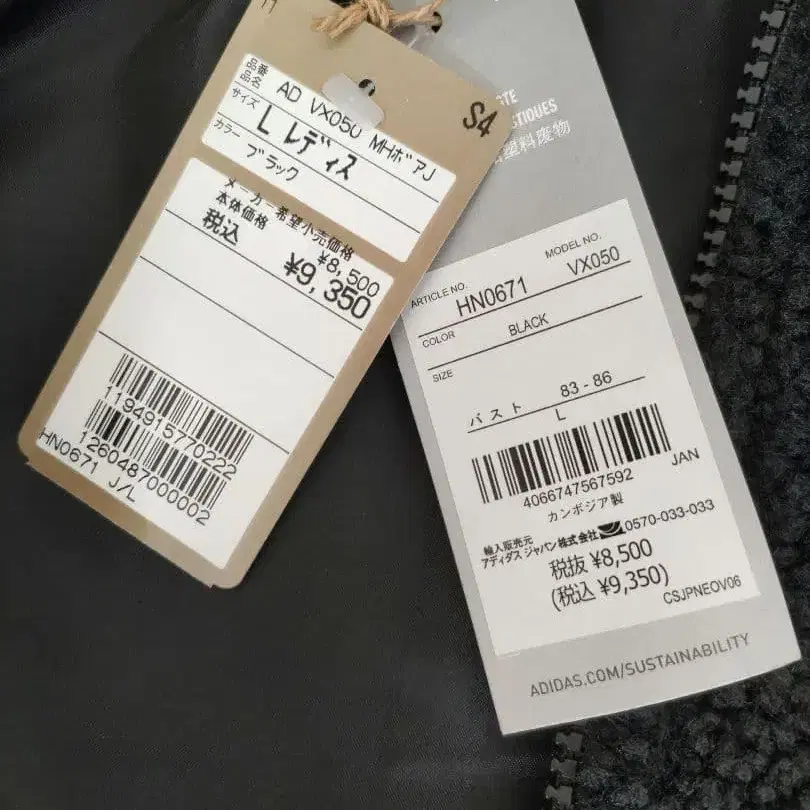 S4
品番
品名
AD VX050 MHボアJ
サイズ
L レディス
カラー
ブラック
メーカー希望小売価格
本体価格 ¥8,500
税込 ¥9,350
1194915770222
1260487000002
HN0671 J/L
塑料废物
ARTICLE NO.
MODEL NO.
HN0671
VX050
COLOR
BLACK
SIZE
バスト 83-86
L
4066747567592
JAN
カンボジア製
輸入販売元
アディダス ジャパン株式会社 0570-033-033
税抜 ¥8,500
(税込 ¥9,350)
CSJPNEOV06
ADIDAS.COM/SUSTAINABILITY